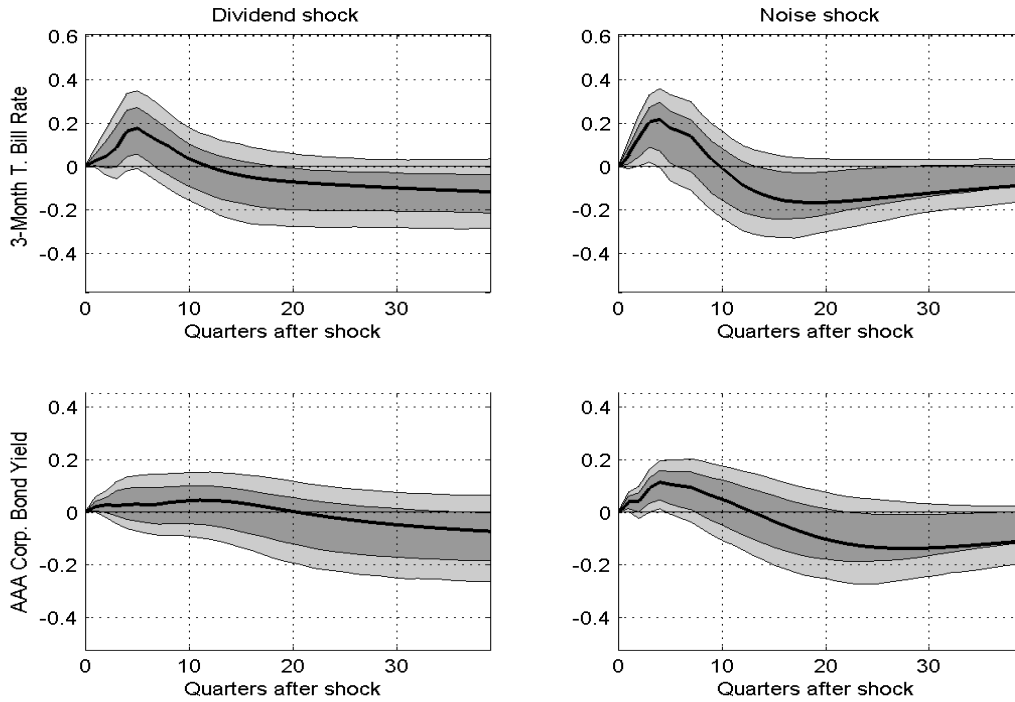 Dividend shock
Noise shock
3-Month T. Bill Rate
0.6
0.4
0.2
0
-0.2
-0.4
0 10 20 30
Quarters after shock
0.6
0.4
0.2
0
-0.2
-0.4
0 10 20 30
Quarters after shock
AAA Corp. Bond Yield
0.4
0.2
0
-0.2
-0.4
0 10 20 30
Quarters after shock
0.4
0.2
0
-0.2
-0.4
0 10 20 30
Quarters after shock